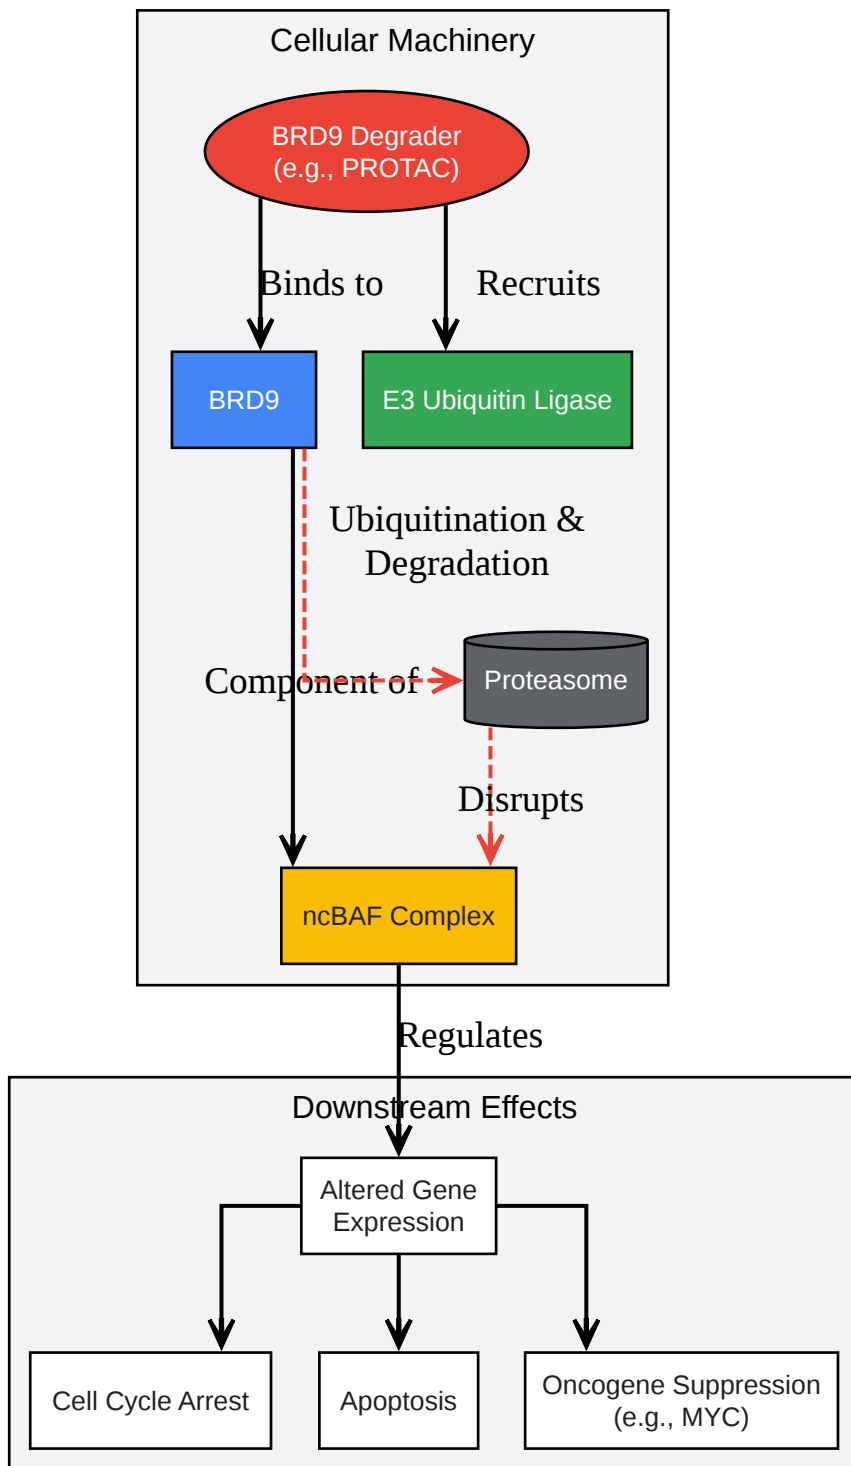 Cellular Machinery
BRD9 Degrader
(e.g., PROTAC)
Binds to
Recruits
BRD9
E3 Ubiquitin Ligase
Ubiquitination &
Degradation
Component of
Proteasome
Disrupts
ncBAF Complex
Regulates
Downstream Effects
Altered Gene
Expression
Cell Cycle Arrest
Apoptosis
Oncogene Suppression
(e.g., MYC)